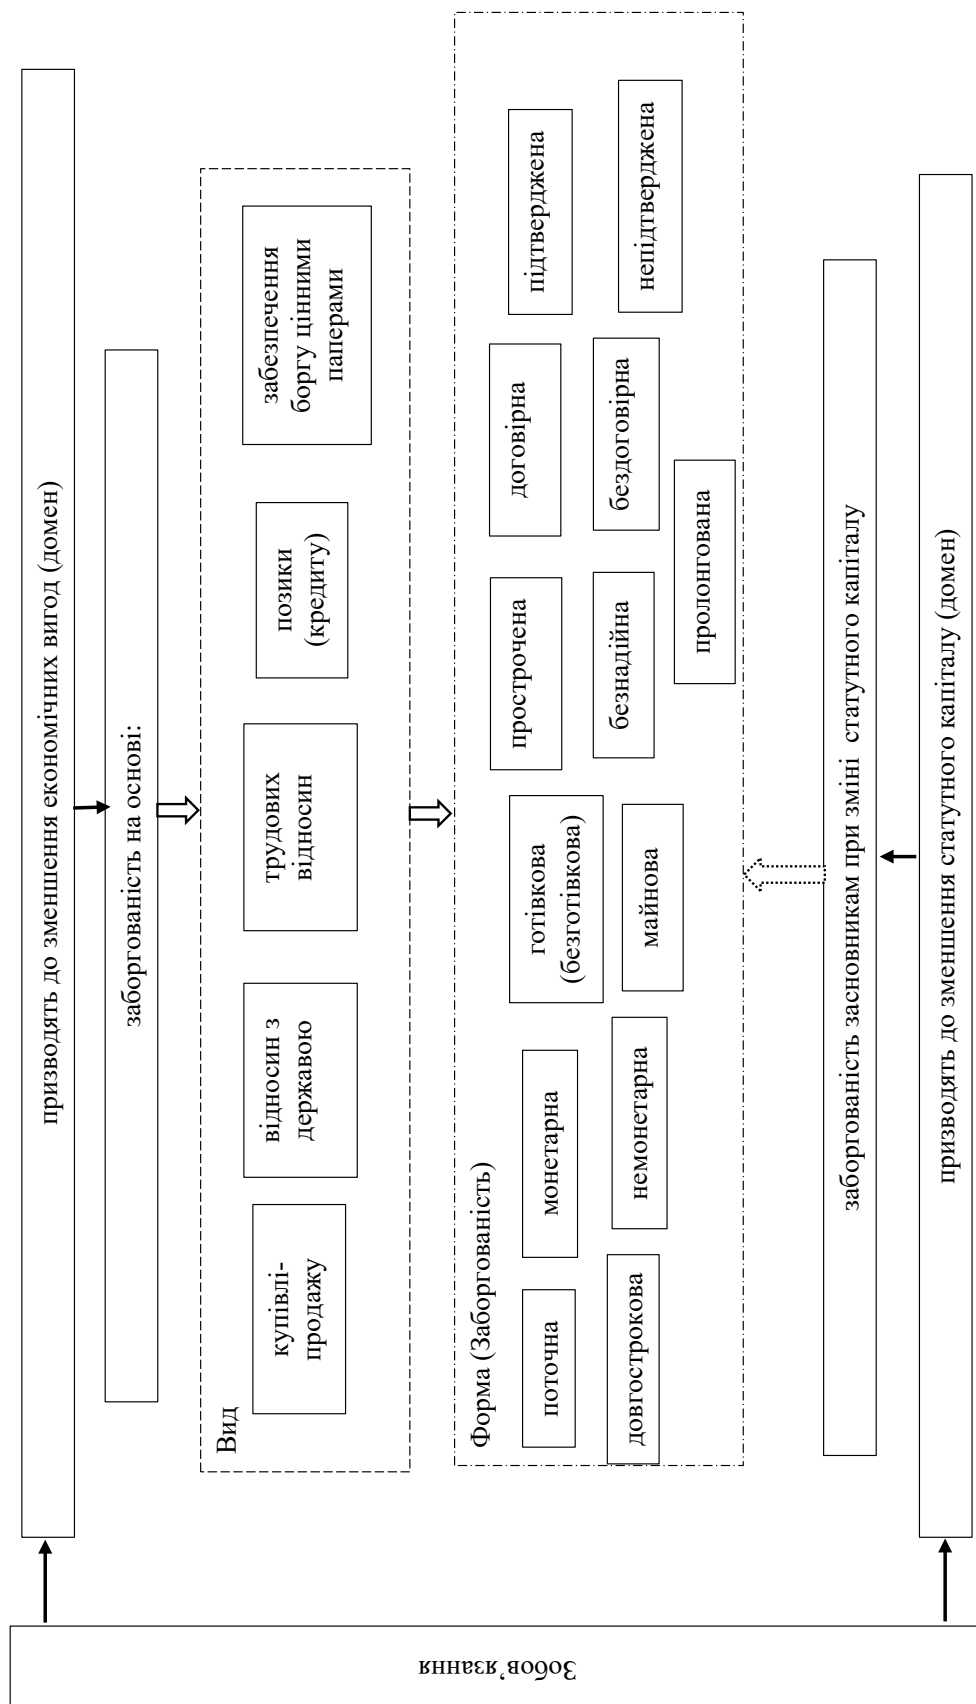 Зобов’язання
призводять до зменшення економічних вигод (домен)
заборгованість на основі:
Вид
купівлі-
продажу
відносин з
державою
трудових
відносин
позики
(кредиту)
забезпечення
боргу цінними
паперами
Форма (Заборгованість)
поточна
монетарна
готівкова
(безготівкова)
прострочена
договірна
підтверджена
довгострокова
немонетарна
майнова
безнадійна
бездоговірна
непідтверджена
пролонгована
заборгованість засновникам при зміні статутного капіталу
призводять до зменшення статутного капіталу (домен)